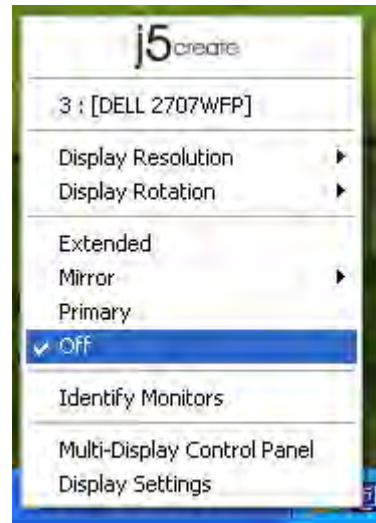 j5create
3 : [DELL 2707WFP]
Display Resolution
Display Rotation
Extended
Mirror
Primary
Off
Identify Monitors
Multi-Display Control Panel
Display Settings